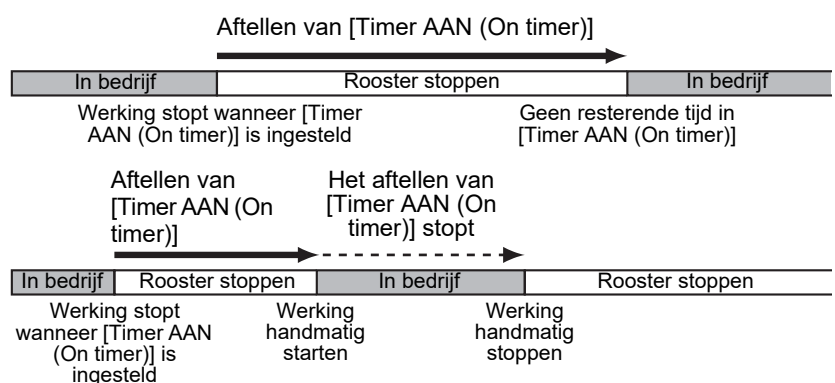 Aftellen van [Timer AAN (On timer)]
In bedrijf
Rooster stoppen
In bedrijf
Werking stopt wanneer [Timer
AAN (On timer)] is ingesteld
Geen resterende tijd in
[Timer AAN (On timer)]
Aftellen van
[Timer AAN (On
timer)]
Het aftellen van
[Timer AAN (On
timer)] stopt
In bedrijf
Rooster stoppen
In bedrijf
Rooster stoppen
Werking stopt
wanneer [Timer AAN
(On timer)] is
ingesteld
Werking
handmatig
starten
Werking
handmatig
stoppen